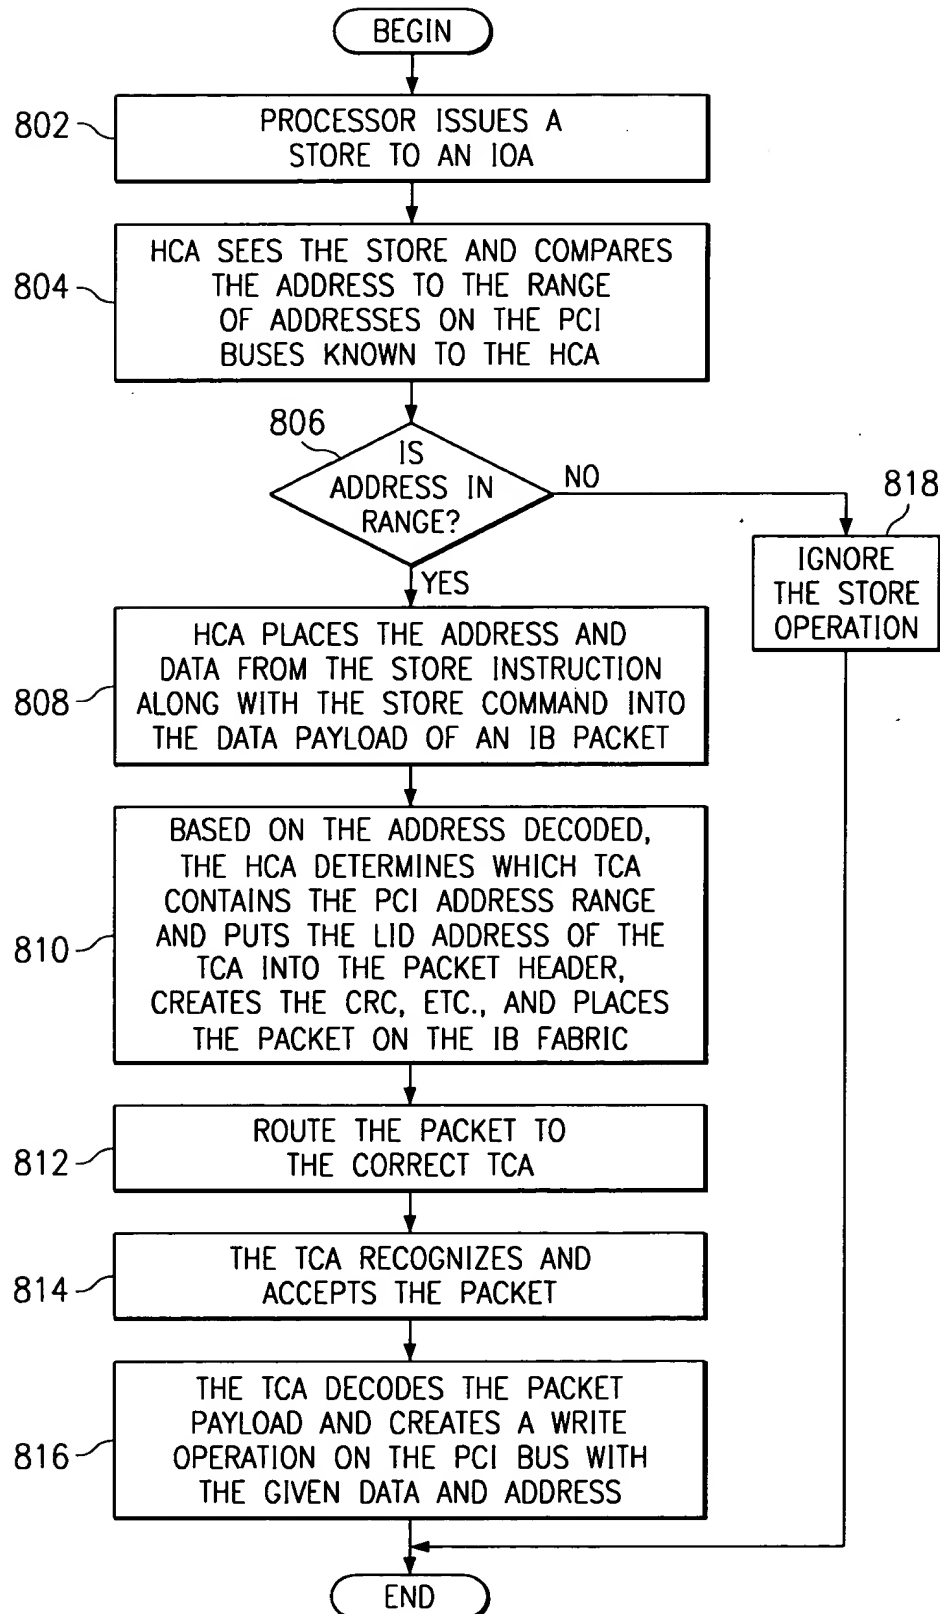 BEGIN
802
PROCESSOR ISSUES A
STORE TO AN IOA
804
HCA SEES THE STORE AND COMPARES
THE ADDRESS TO THE RANGE
OF ADDRESSES ON THE PCI
BUSES KNOWN TO THE HCA
806
IS
ADDRESS IN
RANGE?
NO
818
IGNORE
THE STORE
OPERATION
YES
808
HCA PLACES THE ADDRESS AND
DATA FROM THE STORE INSTRUCTION
ALONG WITH THE STORE COMMAND INTO
THE DATA PAYLOAD OF AN IB PACKET
810
BASED ON THE ADDRESS DECODED,
THE HCA DETERMINES WHICH TCA
CONTAINS THE PCI ADDRESS RANGE
AND PUTS THE LID ADDRESS OF THE
TCA INTO THE PACKET HEADER,
CREATES THE CRC, ETC., AND PLACES
THE PACKET ON THE IB FABRIC
812
ROUTE THE PACKET TO
THE CORRECT TCA
814
THE TCA RECOGNIZES AND
ACCEPTS THE PACKET
816
THE TCA DECODES THE PACKET
PAYLOAD AND CREATES A WRITE
OPERATION ON THE PCI BUS WITH
THE GIVEN DATA AND ADDRESS
END